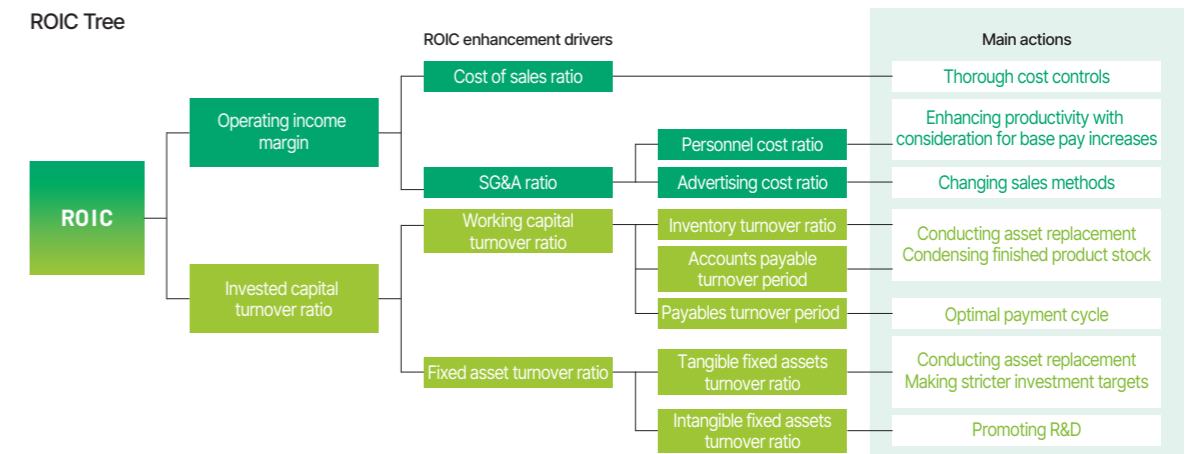 ROIC Tree
ROIC enhancement drivers
Main actions
Cost of sales ratio
Thorough cost controls
Operating income
margin
Enhancing productivity with
consideration for base pay increases
Personnel cost ratio
SG&A ratio
Advertising cost ratio
Changing sales methods
ROIC
Working capital
turnover ratio
Inventory turnover ratio
Conducting asset replacement
Condensing finished product stock
Accounts payable
turnover period
Invested capital
turnover ratio
Payables turnover period
Optimal payment cycle
Fixed asset turnover ratio
Tangible fixed assets
turnover ratio
Conducting asset replacement
Making stricter investment targets
Intangible fixed assets
turnover ratio
Promoting R&D